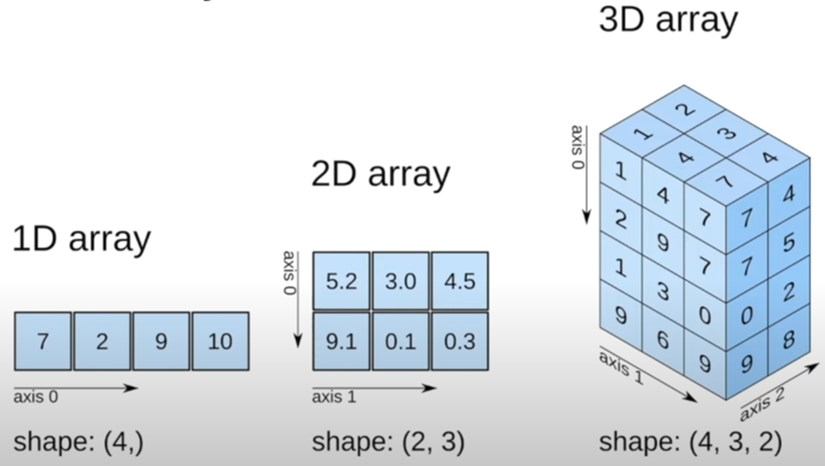 3D array
2D array
1D array
axis 0
7 2 9 10
axis 0
shape: (4,)
axis 0
5.2 3.0 4.5
9.1 0.1 0.3
axis 1
shape: (2, 3)
2
1 3
4 4
7
1 4 7 7 4
2 9 7 7 5
1 3 0 0 2
9 6 9 9 8
axis 1
axis 2
shape: (4, 3, 2)